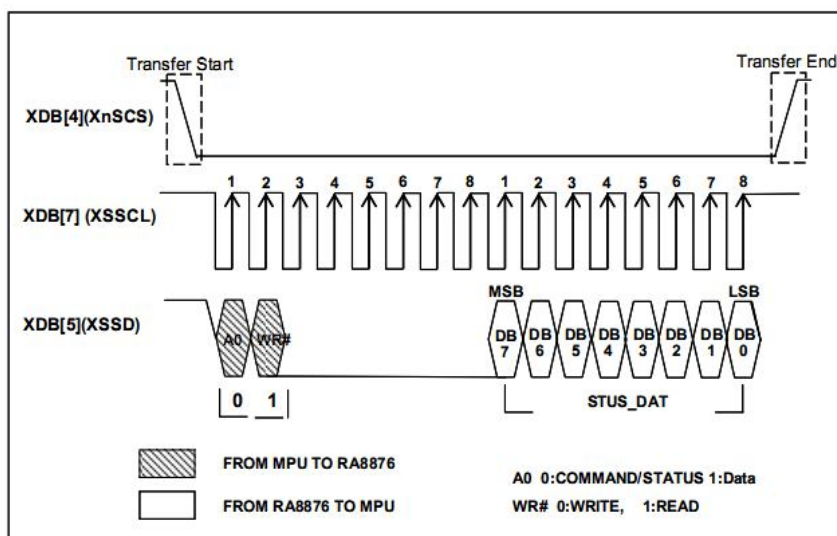 Transfer Start
Transfer End
XDB[4](XnSCS)
1 2 3 4 5 6 7 8 1 2 3 4 5 6 7 8
XDB[7] (XSSCL)
MSB LSB
XDB[5](XSSD)
A0 WR# DB 7 DB 6 DB 5 DB 4 DB 3 DB 2 DB 1 DB 0
0 1
STUS_DAT
FROM MPU TO RA8876
A0 0:COMMAND/STATUS 1:Data
FROM RA8876 TO MPU
WR# 0:WRITE, 1:READ